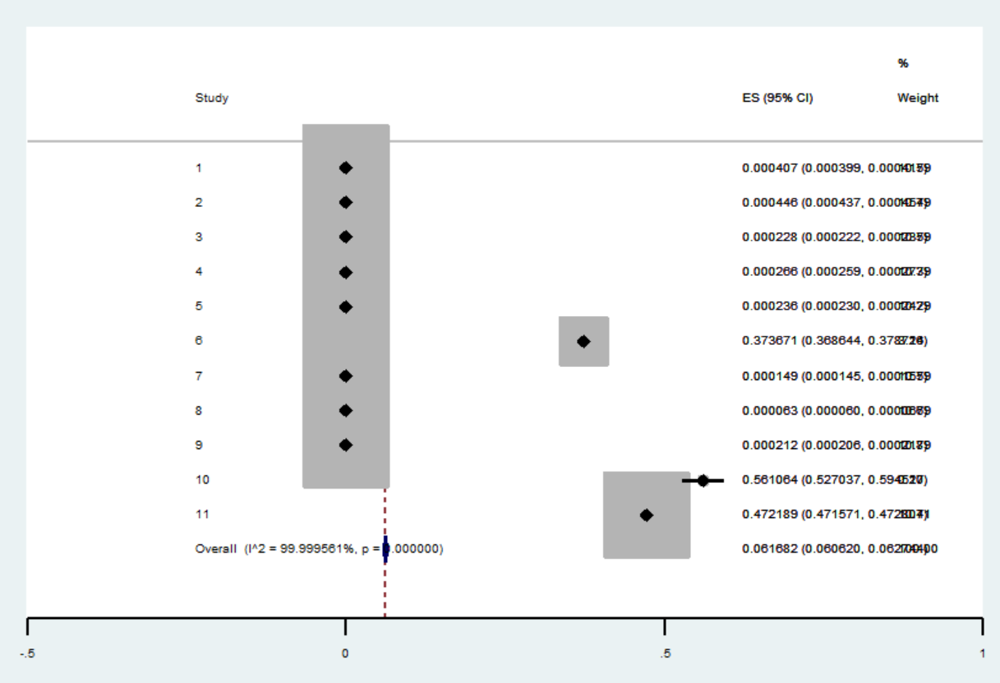 %
Study ES (95% CI) Weight
1 0.000407 (0.000399,
2 0.000446 (0.000437,
3 0.000228 (0.000222,
4 0.000266 (0.000259,
5 0.000236 (0.000230,
6 0.373671 (0.368644,
7 0.000149 (0.000145,
8 0.000063 (0.000060,
9 0.000212 (0.000206,
10 0.561064 (0.527037,
11 0.472189 (0.471571,
Overall (I^2 = 99.999561%, p = 0.000000) 0.061682 (0.060620,
-.5 0 .5 1